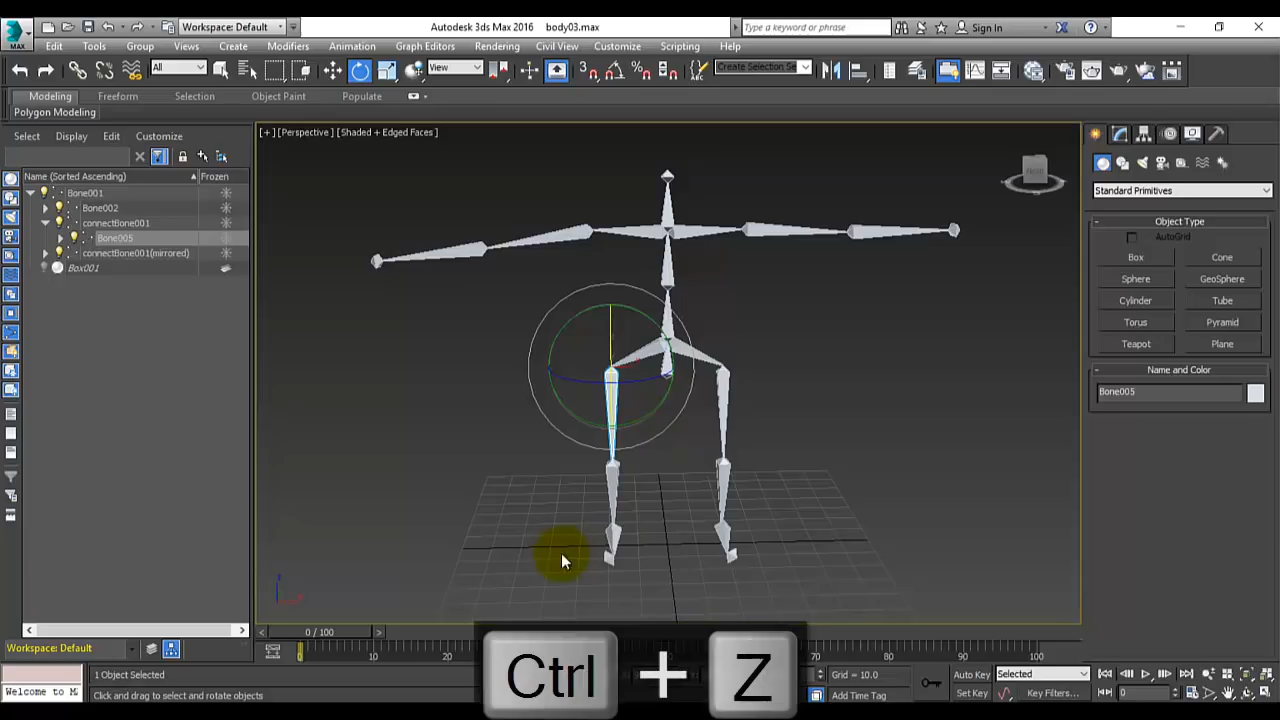 MAX
Workspace: Default
Autodesk 3ds Max 2016
body03.max
Type a keyword or phrase
Sign In
Edit Tools Group Views Create Modifiers Animation Graph Editors Rendering Civil View Customize Scripting Help
All
View
3
Create Selection Se
Modeling Freeform Selection Object Paint Populate
Polygon Modeling
Select Display Edit Customize
Name (Sorted Ascending) Frozen
Bone001
Bone002
connectBone001
Bone005
connectBone001(mirrored)
Box001
[+] [Perspective] [Shaded + Edged Faces]
Standard Primitives
Object Type
AutoGrid
Box Cone
Sphere GeoSphere
Cylinder Tube
Torus Pyramid
Teapot Plane
Name and Color
Bone005
0 / 100
Workspace: Default
0 10 20 30 40 70 80 90 100
Ctrl + Z
1 Object Selected
Click and drag to select and rotate objects
Welcome to M
Grid = 10.0
Add Time Tag
Auto Key Selected
Set Key Key Filters...
0